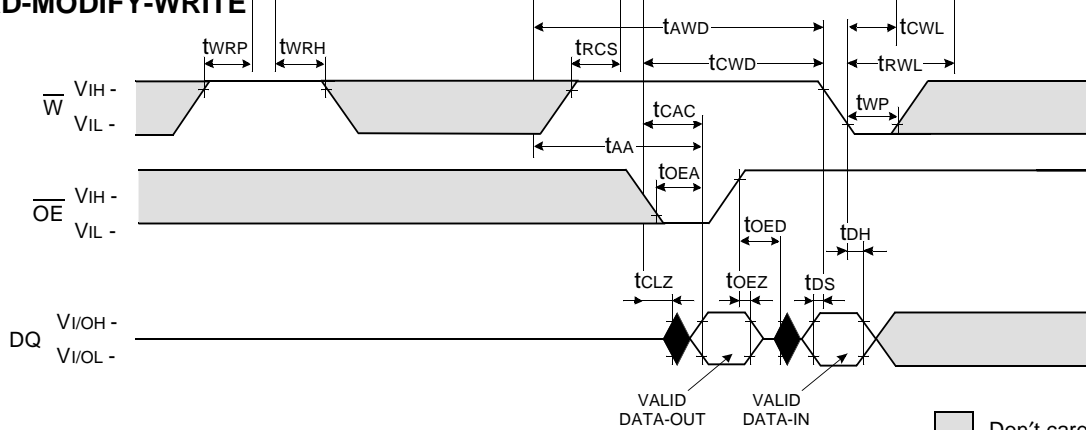 D-MODIFY-WRITE
tAWD
tCWL
tWRP
tWRH
tRCS
tCWD
tRWL
W
VIH -
VIL -
tCAC
tWP
tAA
OE
VIH -
VIL -
tOEA
tOED
tDH
tCLZ
tOEZ
tDS
DQ
VI/OH -
VI/OL -
VALID
DATA-OUT
VALID
DATA-IN
Don't care